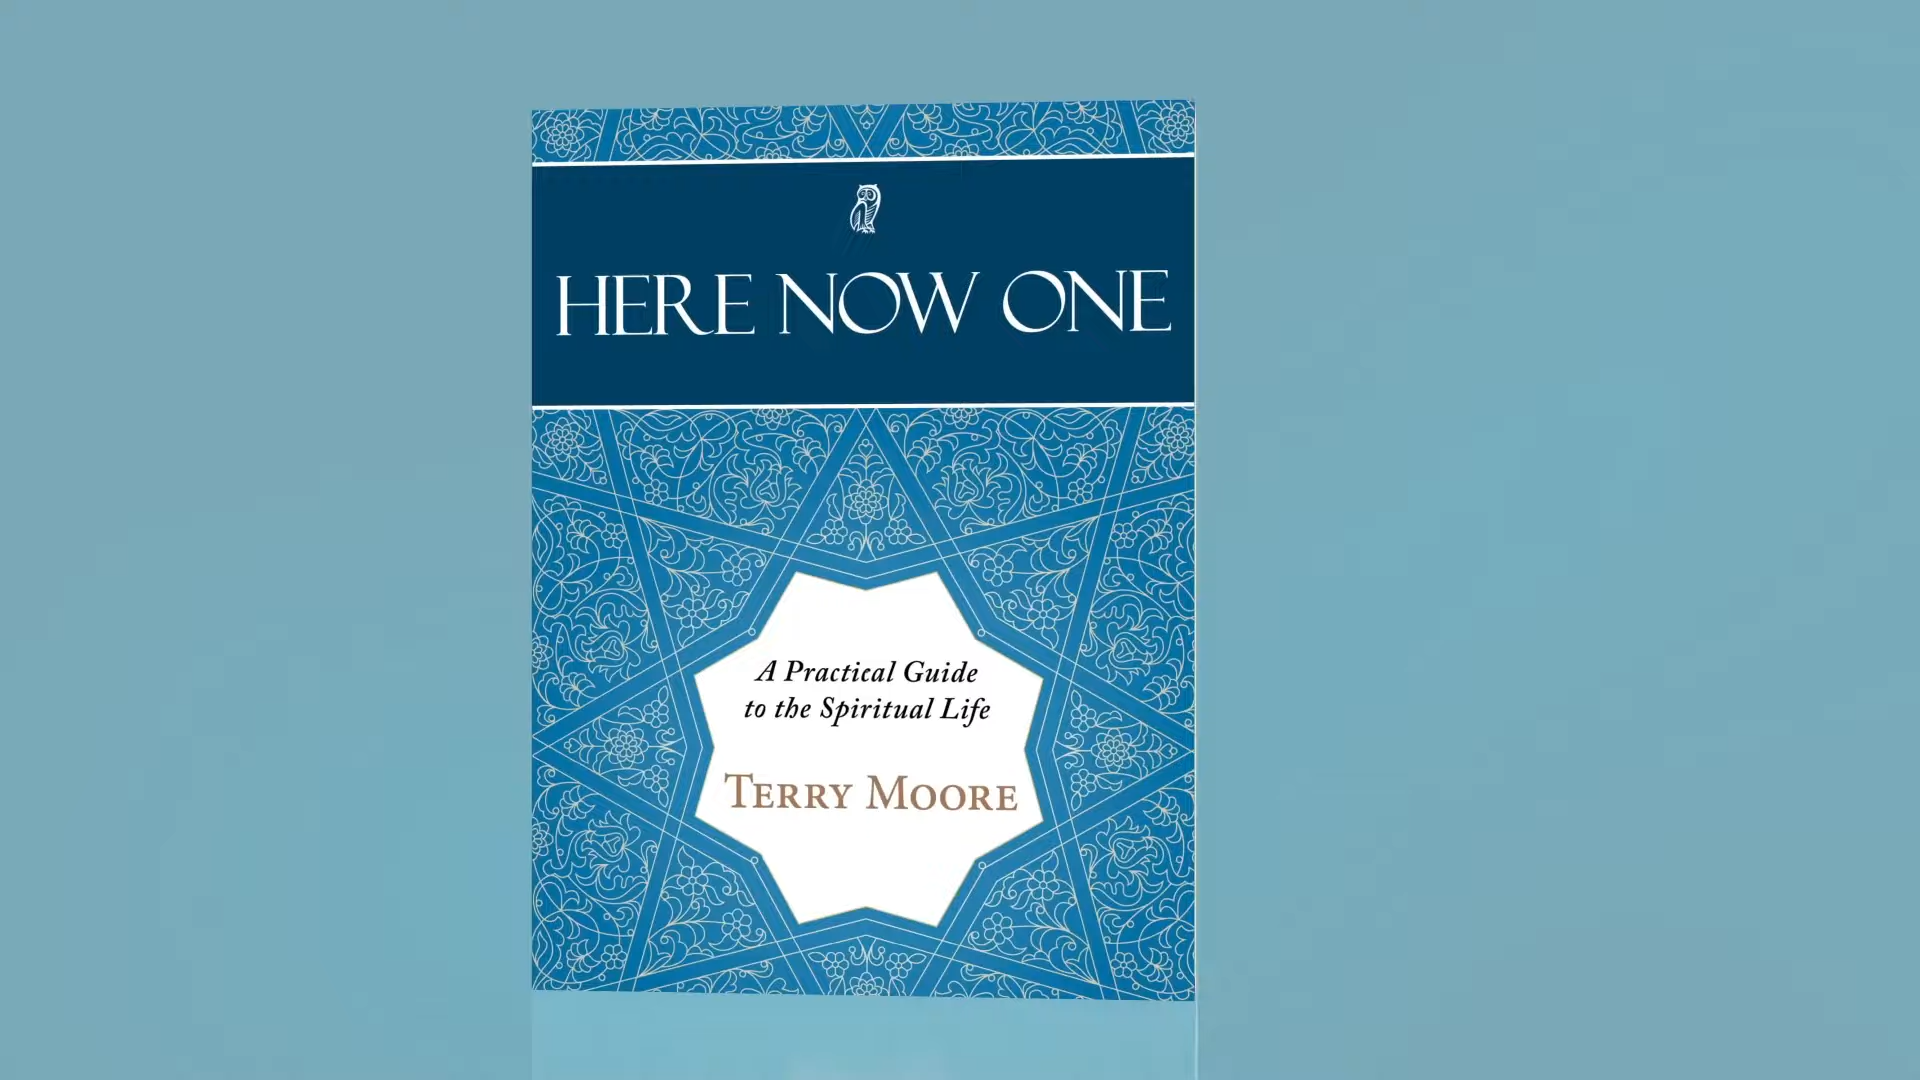 HERE NOW ONE
A Practical Guide
to the Spiritual Life
TERRY MOORE